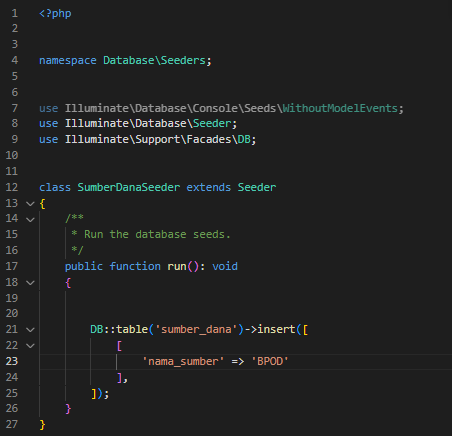 1 <?php
2
3
4 namespace Database\Seeders;
5
6
7 use Illuminate\Database\Console\Seeds\WithoutModelEvents;
8 use Illuminate\Database\Seeder;
9 use Illuminate\Support\Facades\DB;
10
11
12 class SumberDanaSeeder extends Seeder
13 {
14     /**
15      * Run the database seeds.
16      */
17     public function run(): void
18     {
19
20
21         DB::table('sumber_dana')->insert([
22             [
23                 'nama_sumber' => 'BPOD'
24             ],
25         ]);
26     }
27 }